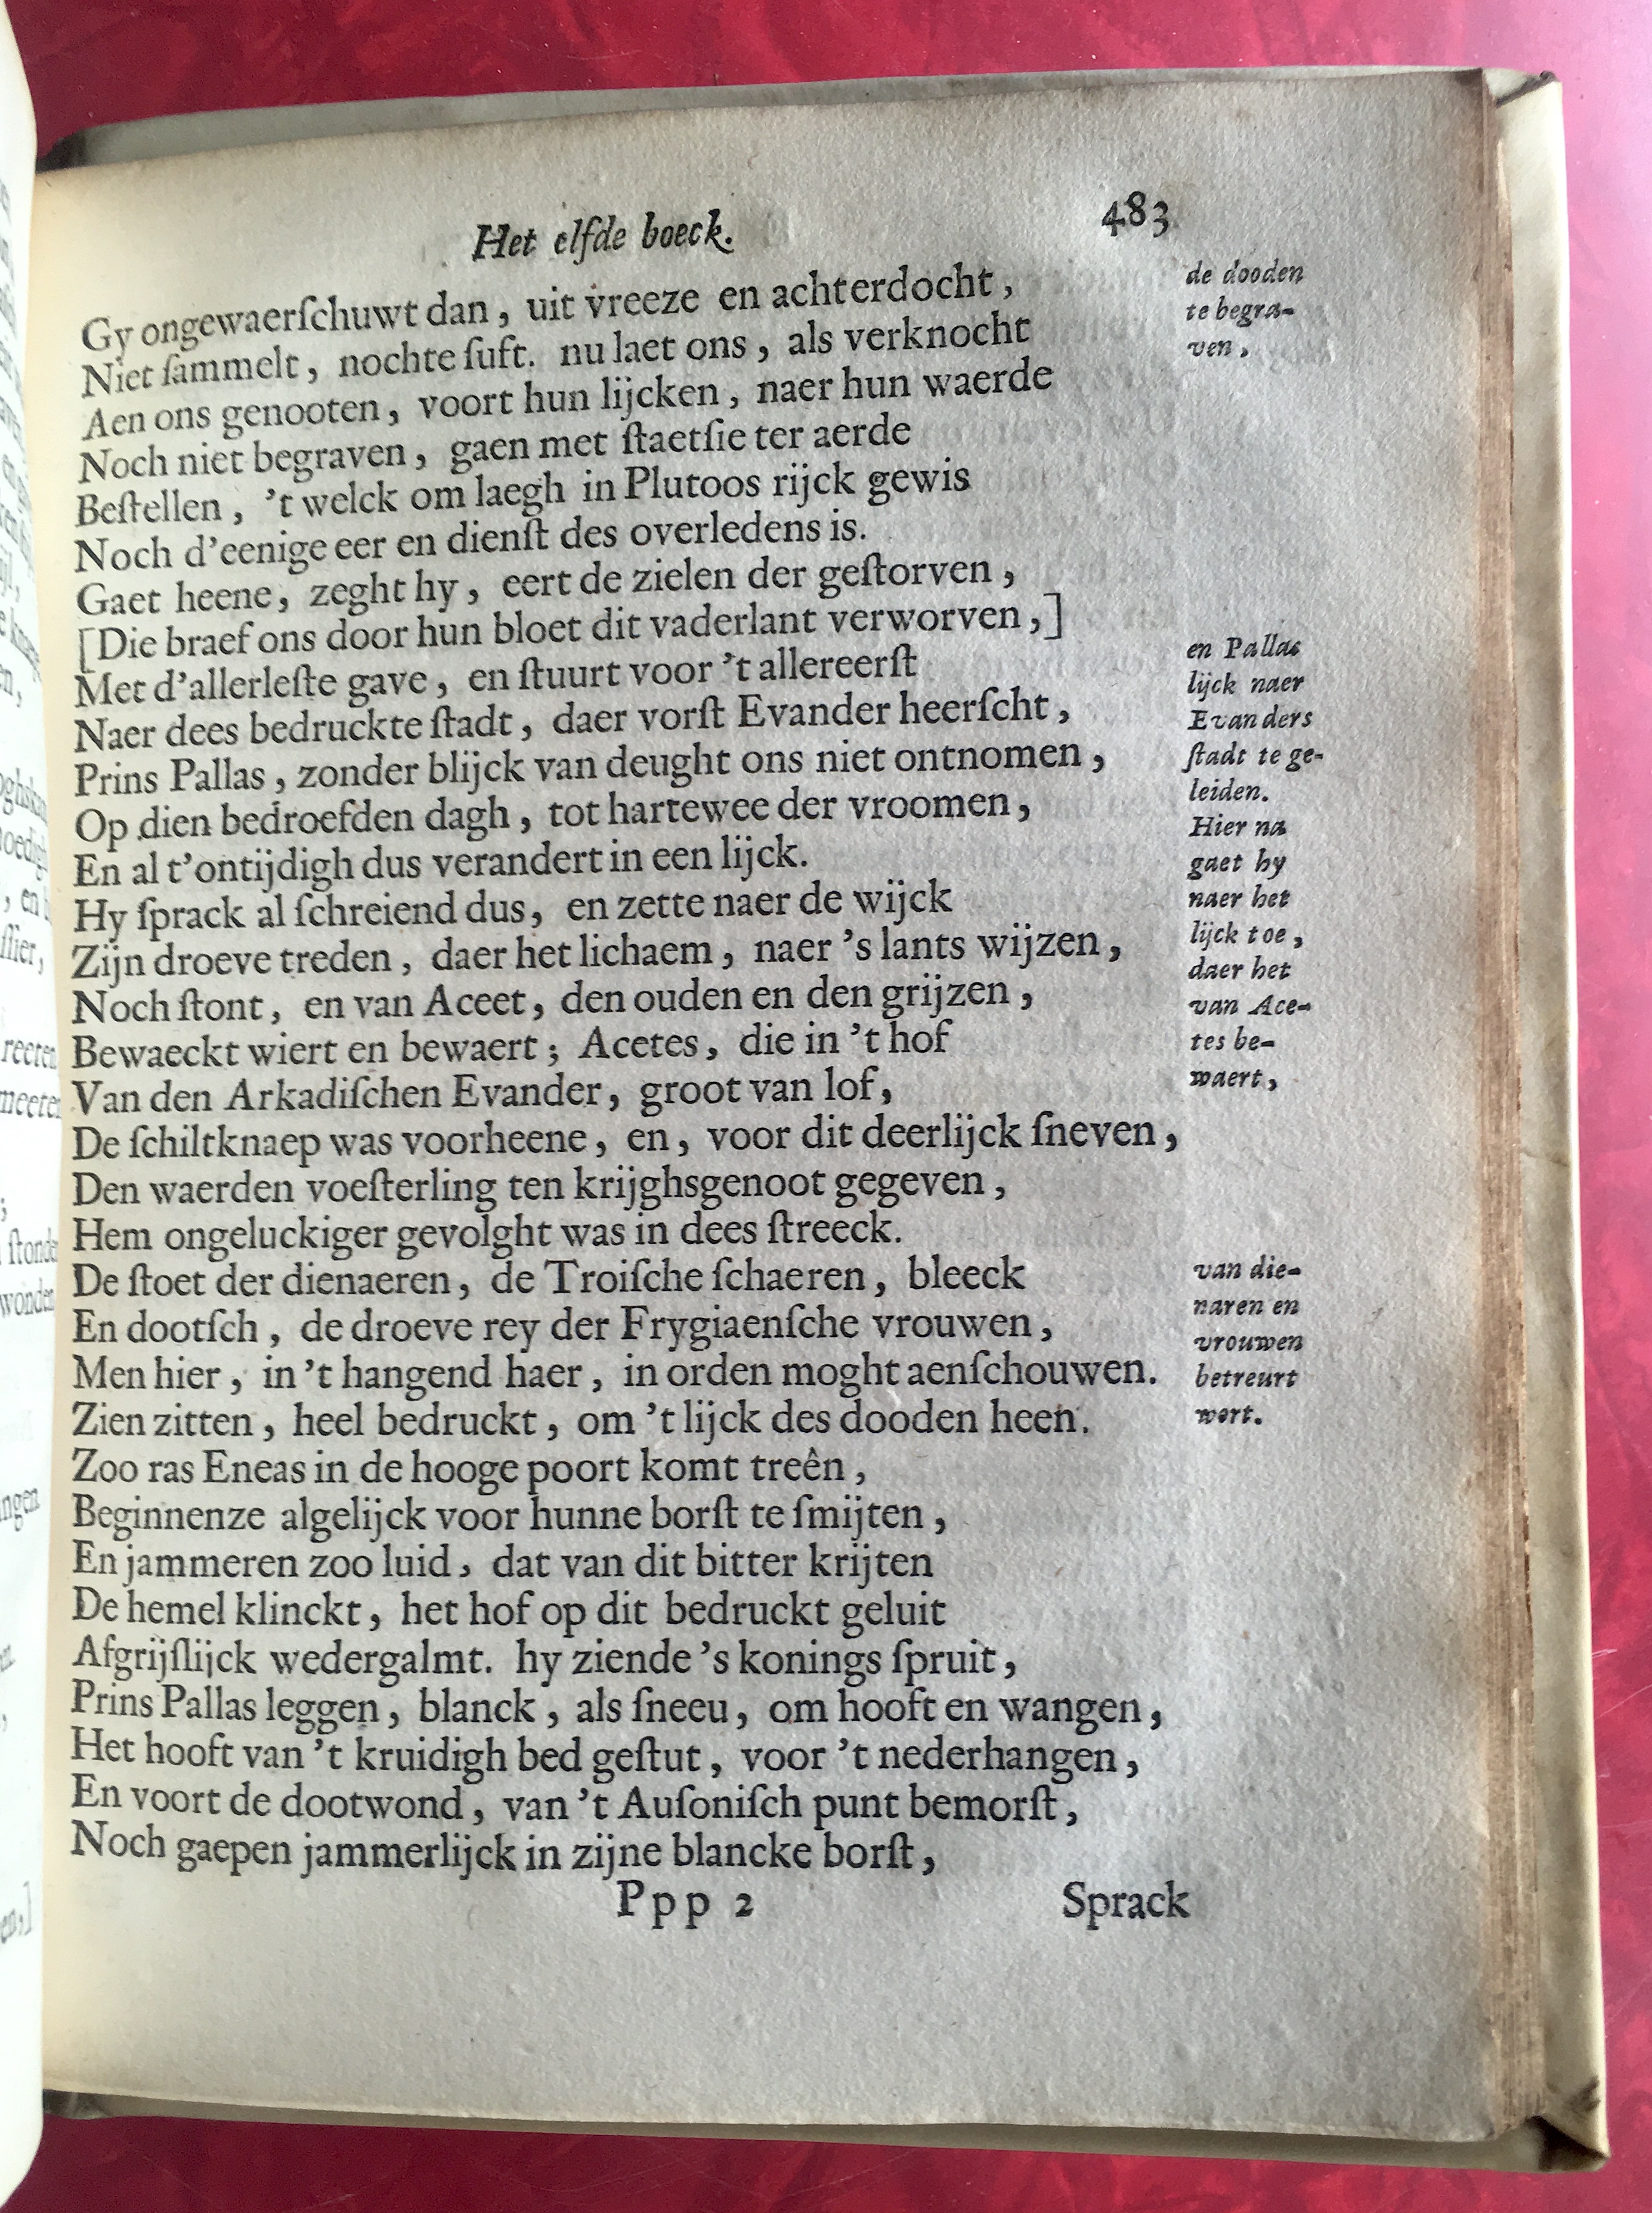 Het elfde boeck.
483
Gy ongewaerſchuwt dan, uit vreeze en achterdocht,
Niet ſammelt, nochte ſuft. nu laet ons, als verknocht
Aen ons genooten, voort hun lijcken, naer hun waerde
Noch niet begraven, gaen met ſtaetſie ter aerde
Beſtellen, 't welck om laegh in Plutoos rijck gewis
Noch d'eenige eer en dienſt des overledens is.
Gaet heene, zeght hy, eert de zielen der geſtorven,
[Die braef ons door hun bloet dit vaderlant verworven,]
Met d'allerleſte gave, en ſtuurt voor 't allereerſt
Naer dees bedruckte ſtadt, daer vorſt Evander heerſcht,
Prins Pallas, zonder blijck van deught ons niet ontnomen,
Op dien bedroefden dagh, tot hartewee der vroomen,
En al t'ontijdigh dus verandert in een lijck.
Hy ſprack al ſchreiend dus, en zette naer de wijck
Zijn droeve treden, daer het lichaem, naer 's lants wijzen,
Noch ſtont, en van Aceet, den ouden en den grijzen,
Bewaeckt wiert en bewaert; Acetes, die in 't hof
Van den Arkadiſchen Evander, groot van lof,
De ſchiltknaep was voorheene, en, voor dit deerlijck ſneven,
Den waerden voeſterling ten krijghsgenoot gegeven,
Hem ongeluckiger gevolght was in dees ſtreeck.
De ſtoet der dienaeren, de Troiſche ſchaeren, bleeck
En dootſch, de droeve rey der Frygiaenſche vrouwen,
Men hier, in 't hangend haer, in orden moght aenſchouwen.
Zien zitten, heel bedruckt, om 't lijck des dooden heen.
Zoo ras Eneas in de hooge poort komt treên,
Beginnenze algelijck voor hunne borſt te ſmijten,
En jammeren zoo luid, dat van dit bitter krijten
De hemel klinckt, het hof op dit bedruckt geluit
Afgrijſlijck wedergalmt. hy ziende 's konings ſpruit,
Prins Pallas leggen, blanck, als ſneeu, om hooft en wangen,
Het hooft van 't kruidigh bed geſtut, voor 't nederhangen,
En voort de dootwond, van 't Auſoniſch punt bemorſt,
Noch gaepen jammerlijck in zijne blancke borſt,
Ppp 2
Sprack
de dooden
te begra-
ven,
en Pallas
lijck naer
Evanders
ſtadt te ge-
leiden.
Hier na
gaet hy
naer het
lijck toe,
daer het
van Ace-
tes be-
waert,
van die-
naren en
vrouwen
betreurt
wort.